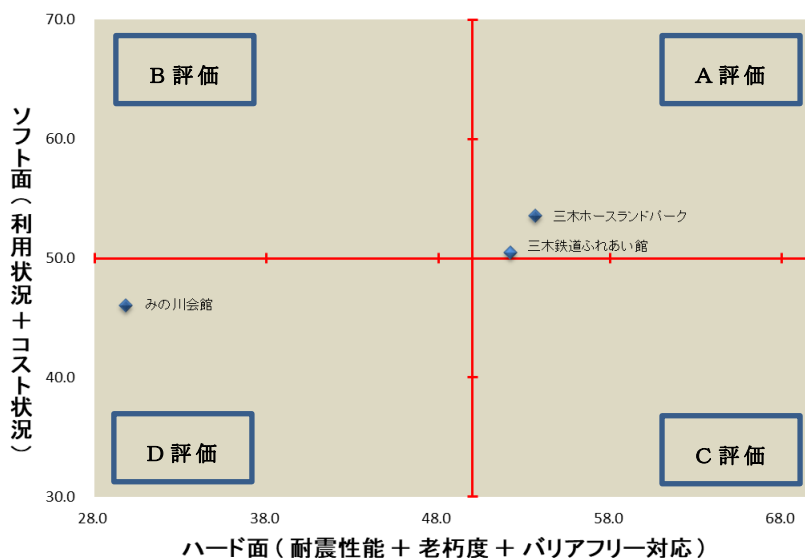 70.0
B 評価
A 評価
60.0
三木ホースランドパーク
三木鉄道ふれあい館
50.0
みの川会館
40.0
D 評価
C 評価
30.0
28.0
38.0
48.0
58.0
68.0
ソフト面（利用状況＋コスト状況）
ハード面（耐震性能＋老朽度＋バリアフリー対応）